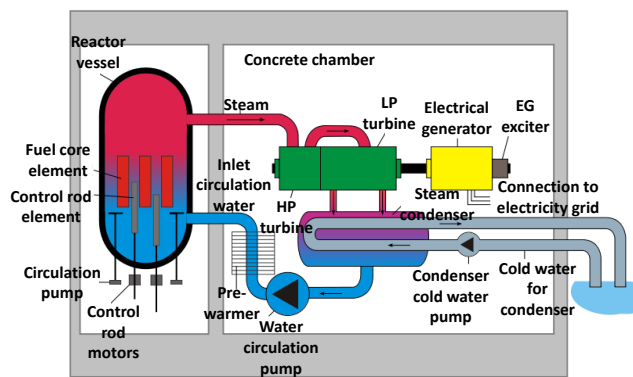 Reactor
vessel
Concrete chamber
Steam
LP
turbine
Electrical
generator
EG
exciter
Fuel core
element
Control rod
element
Inlet
circulation
water
HP
turbine
Steam
condenser
Connection to
electricity grid
Circulation
pump
Control
rod
motors
Pre-
warmer
Water
circulation
pump
Condenser
cold water
pump
Cold water
for
condenser